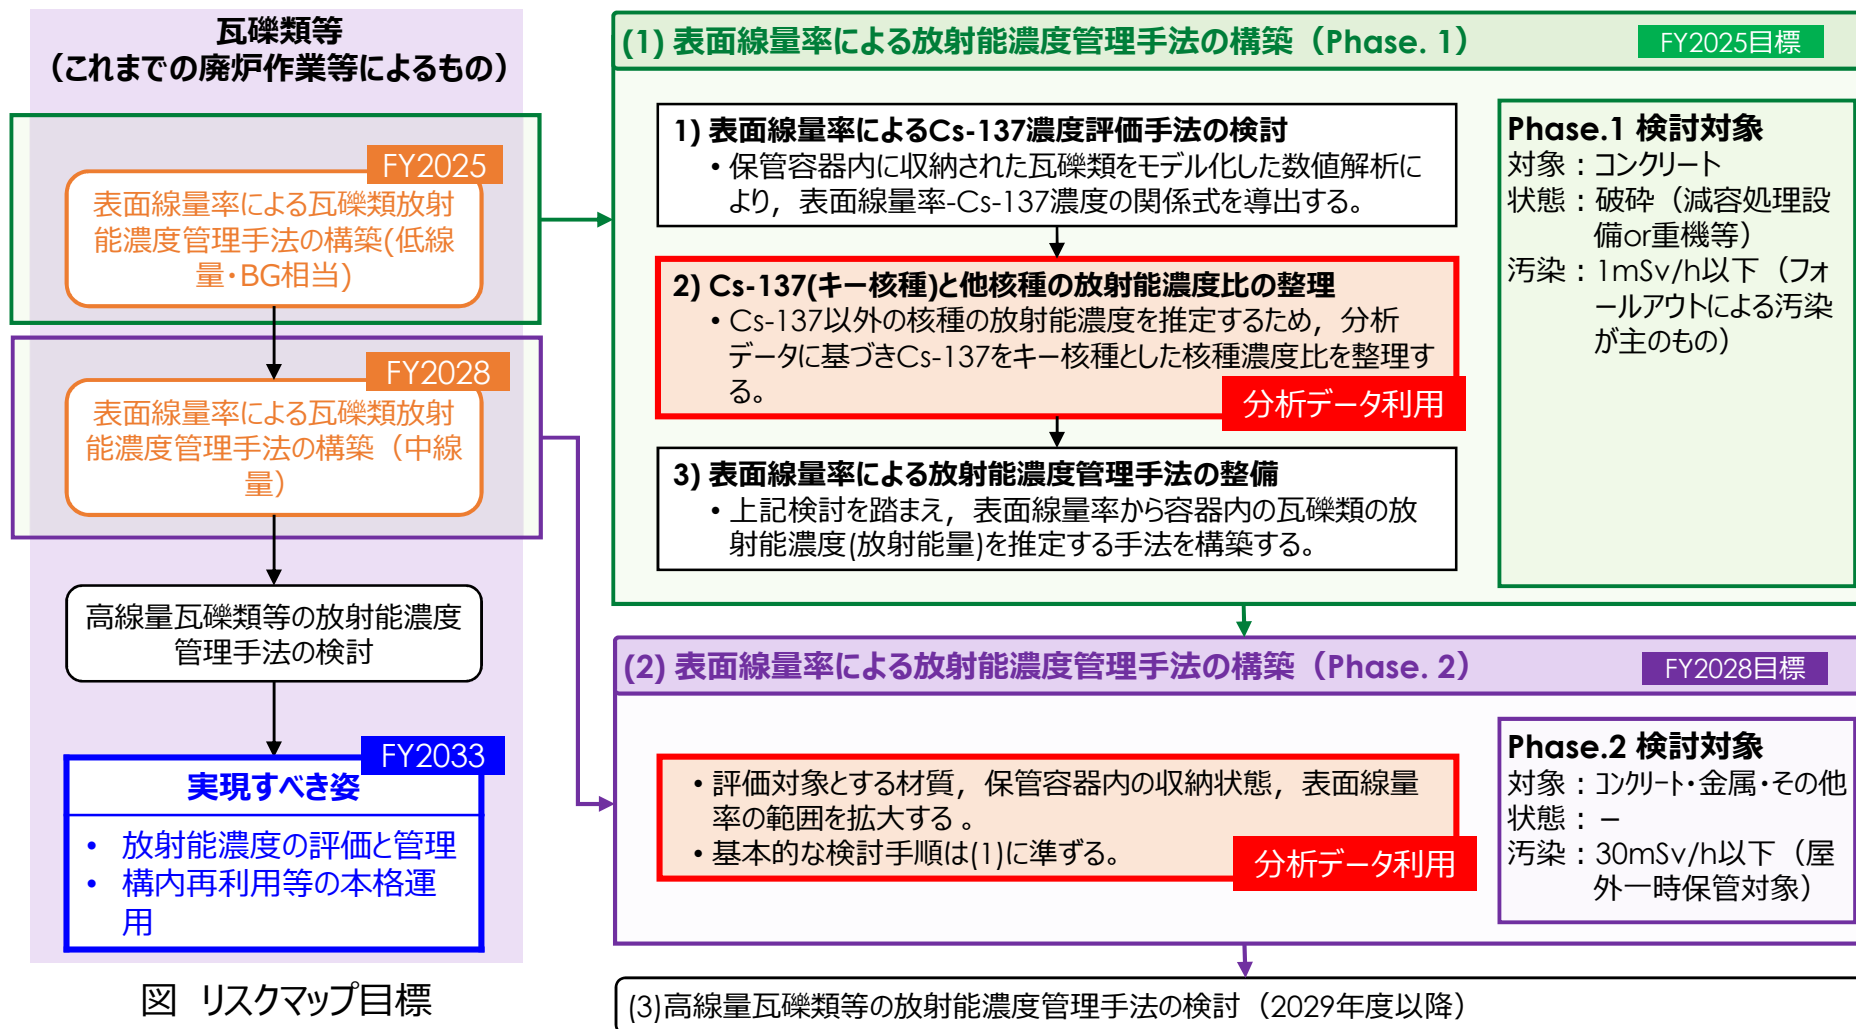 瓦礫類等
（これまでの廃炉作業等によるもの）
FY2025
表面線量率による瓦礫類放射
能濃度管理手法の構築(低線
量・BG相当)
FY2028
表面線量率による瓦礫類放射
能濃度管理手法の構築（中線
量）
高線量瓦礫類等の放射能濃度
管理手法の検討
FY2033
実現すべき姿
• 放射能濃度の評価と管理
• 構内再利用等の本格運
用
図　リスクマップ目標
(1) 表面線量率による放射能濃度管理手法の構築（Phase. 1）
FY2025目標
1) 表面線量率によるCs-137濃度評価手法の検討
• 保管容器内に収納された瓦礫類をモデル化した数値解析に
より，表面線量率-Cs-137濃度の関係式を導出する。
2) Cs-137(キー核種)と他核種の放射能濃度比の整理
• Cs-137以外の核種の放射能濃度を推定するため，分析
データに基づきCs-137をキー核種とした核種濃度比を整理す
る。
分析データ利用
3) 表面線量率による放射能濃度管理手法の整備
• 上記検討を踏まえ，表面線量率から容器内の瓦礫類の放
射能濃度(放射能量)を推定する手法を構築する。
Phase.1 検討対象
対象：コンクリート
状態：破砕（減容処理設
備or重機等）
汚染：1mSv/h以下（フォ
ールアウトによる汚染
が主のもの）
(2) 表面線量率による放射能濃度管理手法の構築（Phase. 2）
FY2028目標
• 評価対象とする材質，保管容器内の収納状態，表面線量
率の範囲を拡大する 。
• 基本的な検討手順は(1)に準ずる。
分析データ利用
Phase.2 検討対象
対象：コンクリート・金属・その他
状態：－
汚染：30mSv/h以下（屋
外一時保管対象）
(3)高線量瓦礫類等の放射能濃度管理手法の検討（2029年度以降）